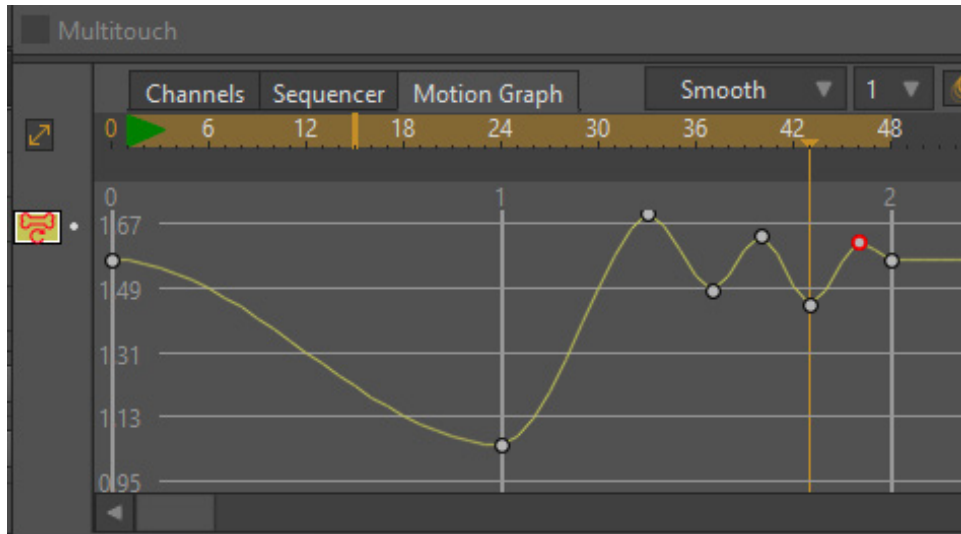 Multitouch
Channels Sequencer Motion Graph Smooth 1
0 6 12 18 24 30 36 42 48
0 1 2
1.67
1.49
1.31
1.13
0.95